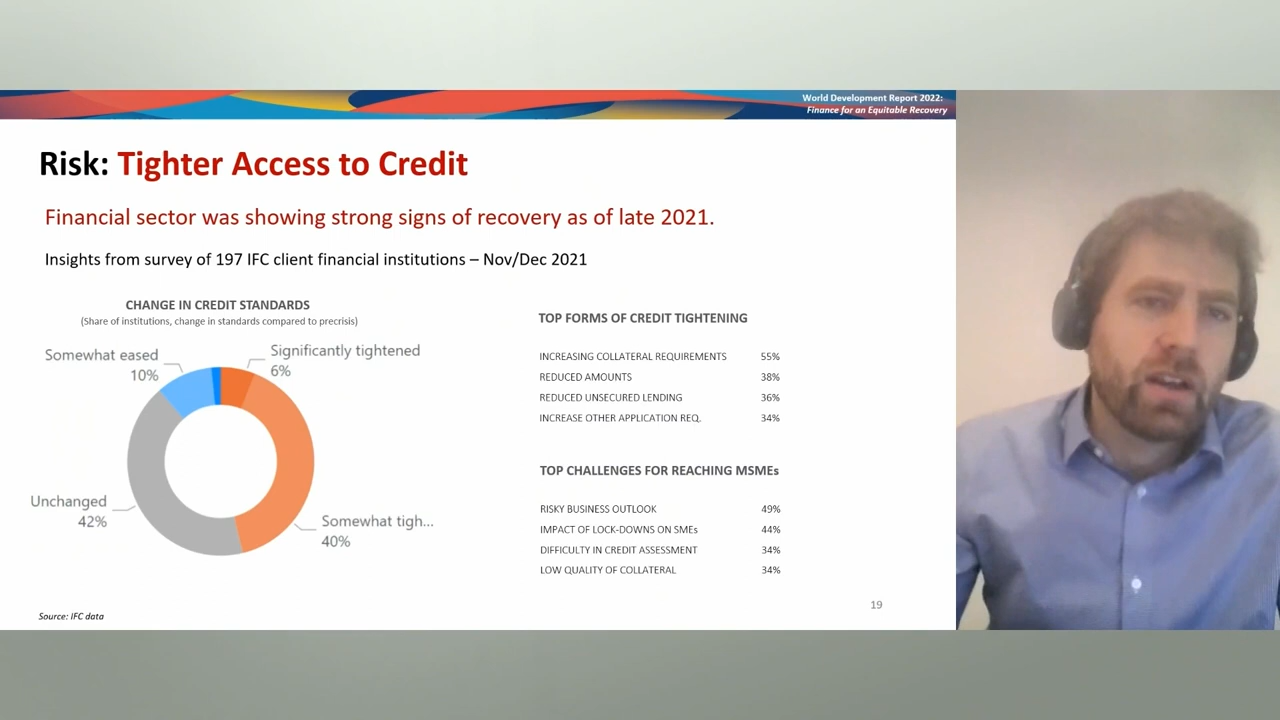 World Development Report 2022:
Finance for an Equitable Recovery
Risk: Tighter Access to Credit
Financial sector was showing strong signs of recovery as of late 2021.
Insights from survey of 197 IFC client financial institutions – Nov/Dec 2021
CHANGE IN CREDIT STANDARDS
(Share of institutions, change in standards compared to precrisis)
Somewhat eased
10%
Significantly tightened
6%
Unchanged
42%
Somewhat tigh...
40%
TOP FORMS OF CREDIT TIGHTENING
INCREASING COLLATERAL REQUIREMENTS 55%
REDUCED AMOUNTS 38%
REDUCED UNSECURED LENDING 36%
INCREASE OTHER APPLICATION REQ. 34%
TOP CHALLENGES FOR REACHING MSMEs
RISKY BUSINESS OUTLOOK 49%
IMPACT OF LOCK-DOWNS ON SMEs 44%
DIFFICULTY IN CREDIT ASSESSMENT 34%
LOW QUALITY OF COLLATERAL 34%
Source: IFC data
19